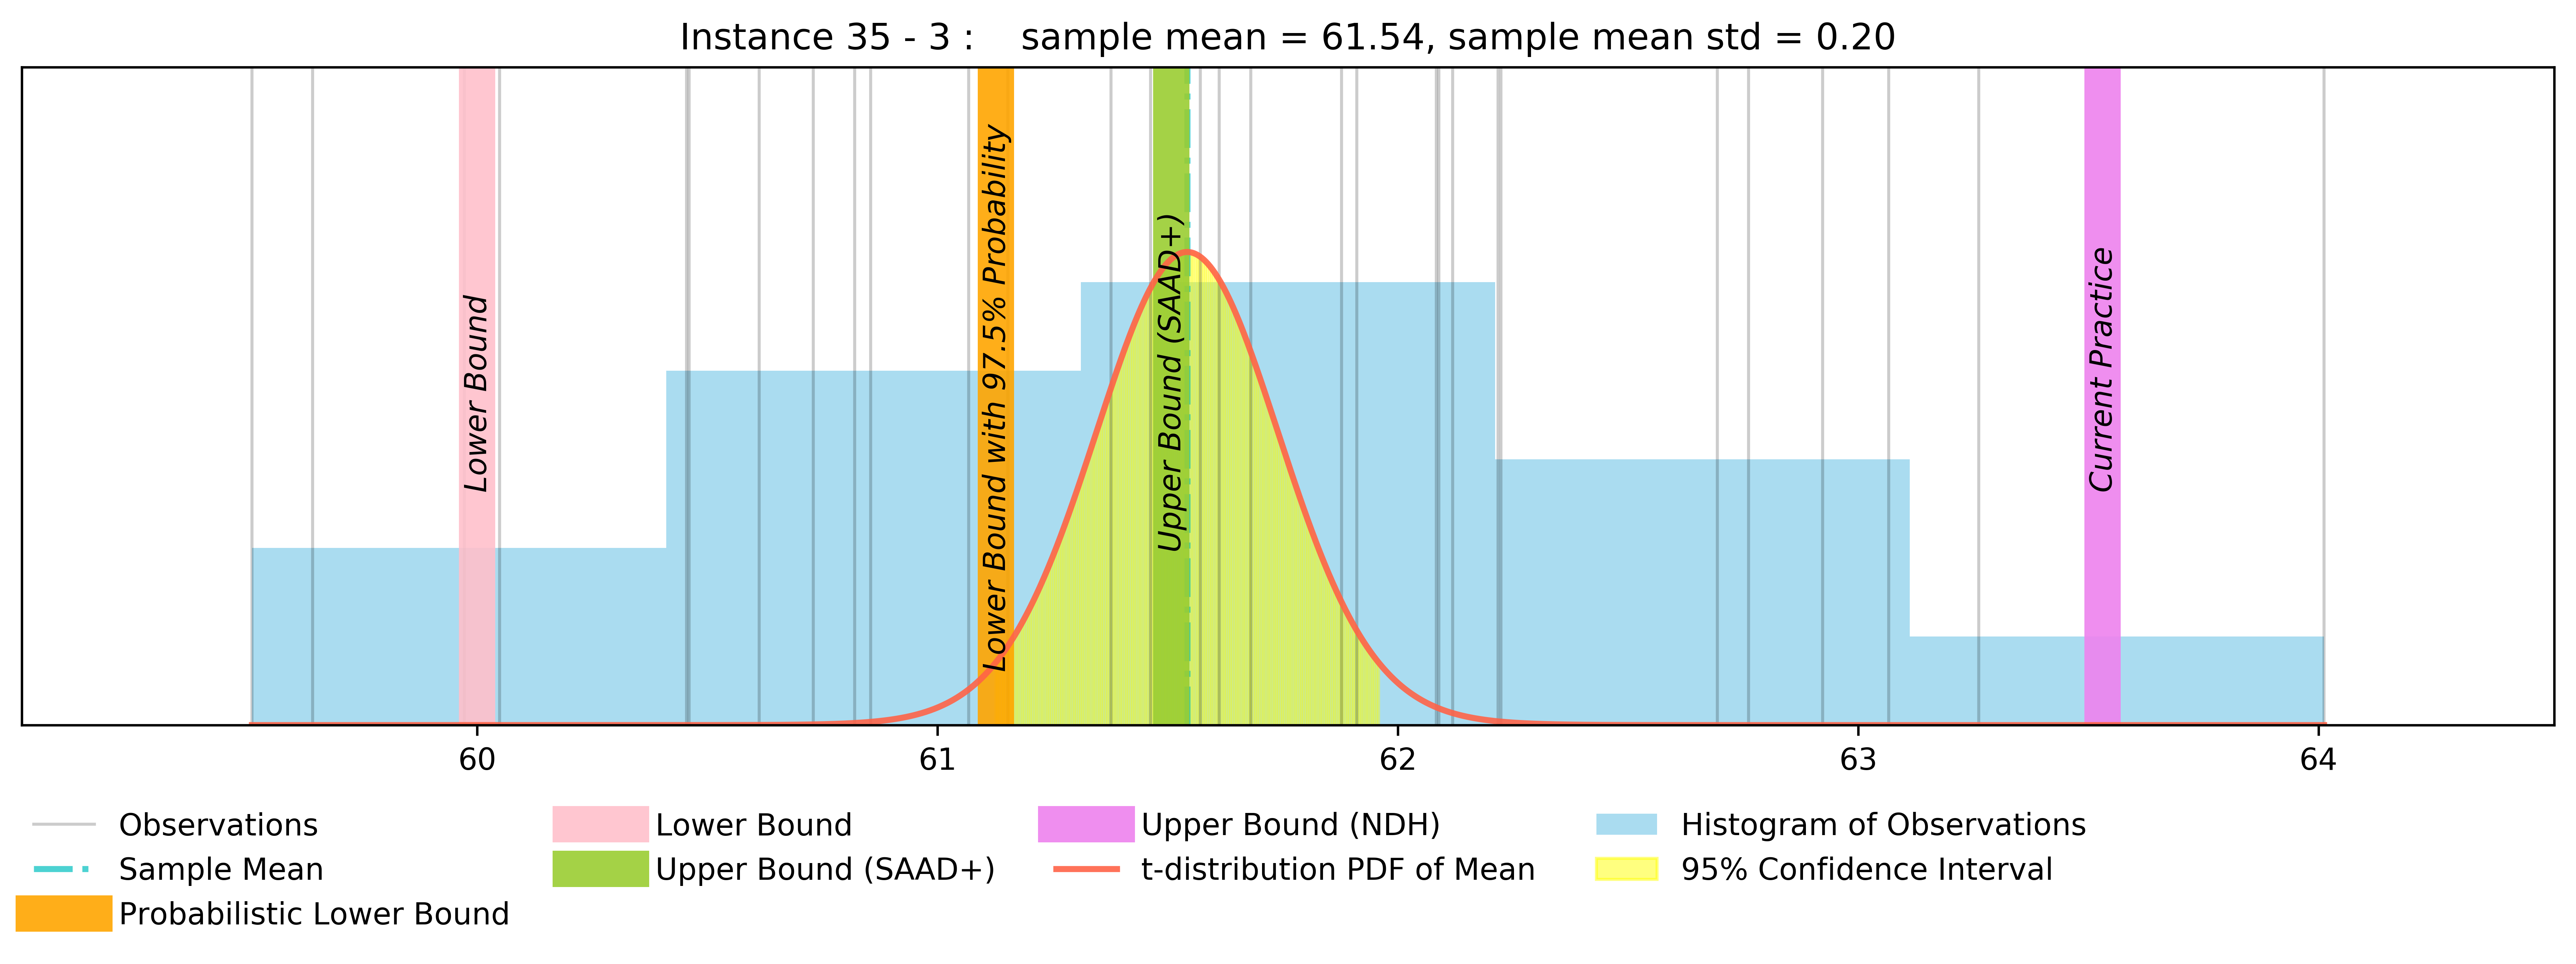 Instance 35 - 3 :    sample mean = 61.54, sample mean std = 0.20
Lower Bound
Lower Bound with 97.5% Probability
Upper Bound (SAAD+)
Current Practice
60 61 62 63 64
Observations
Sample Mean
Probabilistic Lower Bound
Lower Bound
Upper Bound (SAAD+)
Upper Bound (NDH)
t-distribution PDF of Mean
Histogram of Observations
95% Confidence Interval